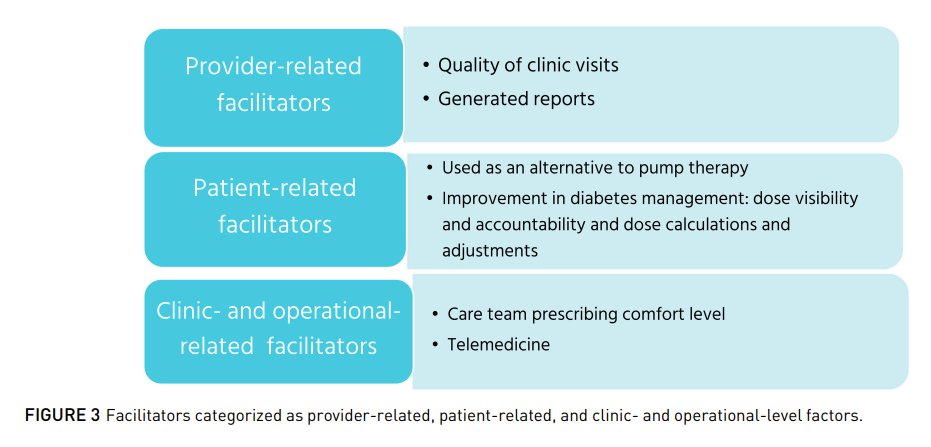 Provider-related
facilitators
• Quality of clinic visits
• Generated reports
Patient-related
facilitators
• Used as an alternative to pump therapy
• Improvement in diabetes management: dose visibility
and accountability and dose calculations and
adjustments
Clinic- and operational-
related facilitators
• Care team prescribing comfort level
• Telemedicine
FIGURE 3 Facilitators categorized as provider-related, patient-related, and clinic- and operational-level factors.